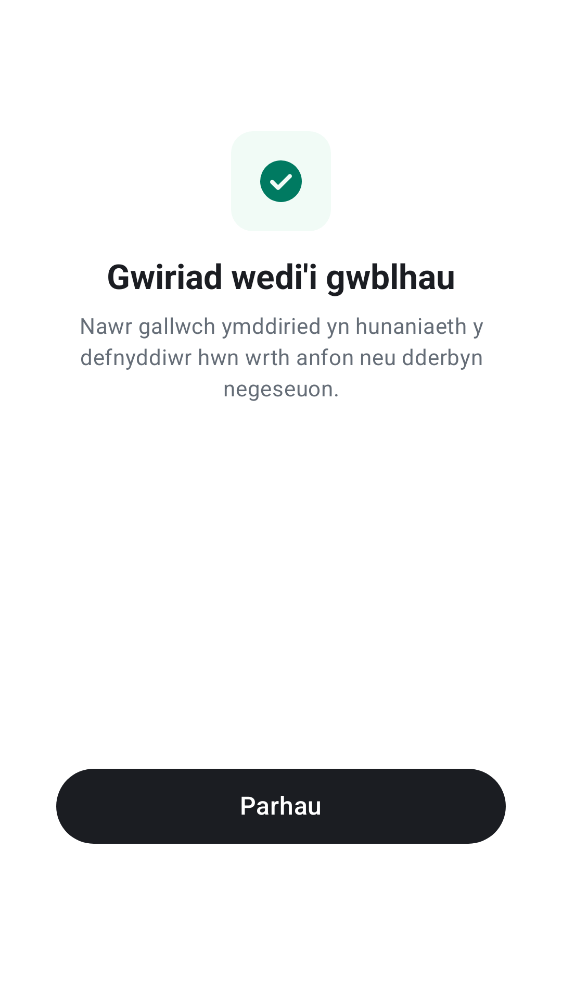 Gwiriad wedi'i gwblhau
Nawr gallwch ymddiried yn hunaniaeth y
defnyddiwr hwn wrth anfon neu dderbyn
negeseuon.
Parhau